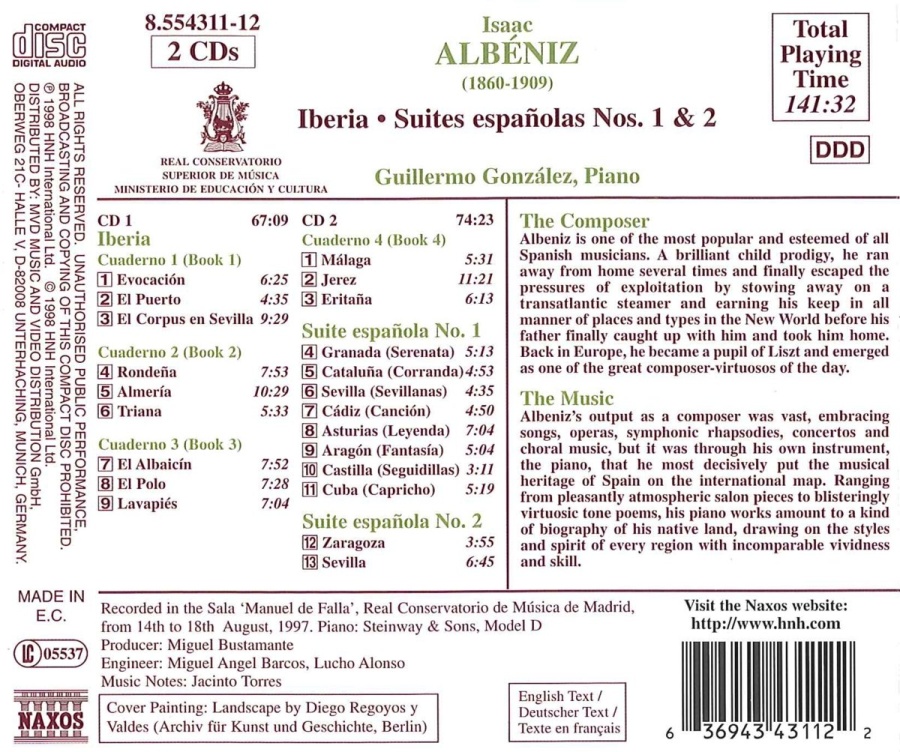 COMPACT
disc
DIGITAL AUDIO
8.554311-12
2 CDs
Isaac
ALBÉNIZ
(1860-1909)
Iberia • Suites españolas Nos. 1 & 2
Guillermo González, Piano
Total
Playing
Time
141:32
DDD
REAL CONSERVATORIO
SUPERIOR DE MÚSICA
MINISTERIO DE EDUCACIÓN Y CULTURA
ALL RIGHTS RESERVED. UNAUTHORISED PUBLIC PERFORMANCE,
BROADCASTING AND COPYING OF THIS COMPACT DISC PROHIBITED.
℗ 1998 HNH International Ltd. © 1998 HNH International Ltd.
DISTRIBUTED BY: MVD MUSIC AND VIDEO DISTRIBUTION GmbH,
OBERWEG 21C- HALLE V, D-82008 UNTERHACHING, MUNICH, GERMANY.
CD 1 67:09
Iberia
Cuaderno 1 (Book 1)
1 Evocación 6:25
2 El Puerto 4:35
3 El Corpus en Sevilla 9:29
Cuaderno 2 (Book 2)
4 Rondeña 7:53
5 Almería 10:29
6 Triana 5:33
Cuaderno 3 (Book 3)
7 El Albaicín 7:52
8 El Polo 7:28
9 Lavapiés 7:04
CD 2 74:23
Cuaderno 4 (Book 4)
1 Málaga 5:31
2 Jerez 11:21
3 Eritaña 6:13
Suite española No. 1
4 Granada (Serenata) 5:13
5 Cataluña (Corranda) 4:53
6 Sevilla (Sevillanas) 4:35
7 Cádiz (Canción) 4:50
8 Asturias (Leyenda) 7:04
9 Aragón (Fantasía) 5:04
10 Castilla (Seguidillas) 3:11
11 Cuba (Capricho) 5:19
Suite española No. 2
12 Zaragoza 3:55
13 Sevilla 6:45
The Composer
Albeniz is one of the most popular and esteemed of all
Spanish musicians. A brilliant child prodigy, he ran
away from home several times and finally escaped the
pressures of exploitation by stowing away on a
transatlantic steamer and earning his keep in all
manner of places and types in the New World before his
father finally caught up with him and took him home.
Back in Europe, he became a pupil of Liszt and emerged
as one of the great composer-virtuosos of the day.
The Music
Albeniz's output as a composer was vast, embracing
songs, operas, symphonic rhapsodies, concertos and
choral music, but it was through his own instrument,
the piano, that he most decisively put the musical
heritage of Spain on the international map. Ranging
from pleasantly atmospheric salon pieces to blisteringly
virtuosic tone poems, his piano works amount to a kind
of biography of his native land, drawing on the styles
and spirit of every region with incomparable vividness
and skill.
MADE IN
E.C.
LC 05537
NAXOS
Recorded in the Sala 'Manuel de Falla', Real Conservatorio de Música de Madrid,
from 14th to 18th August, 1997. Piano: Steinway & Sons, Model D
Producer: Miguel Bustamante
Engineer: Miguel Angel Barcos, Lucho Alonso
Music Notes: Jacinto Torres
Cover Painting: Landscape by Diego Regoyos y
Valdes (Archiv für Kunst und Geschichte, Berlin)
English Text /
Deutscher Text /
Texte en français
Visit the Naxos website:
http://www.hnh.com
6 36943 43112 2